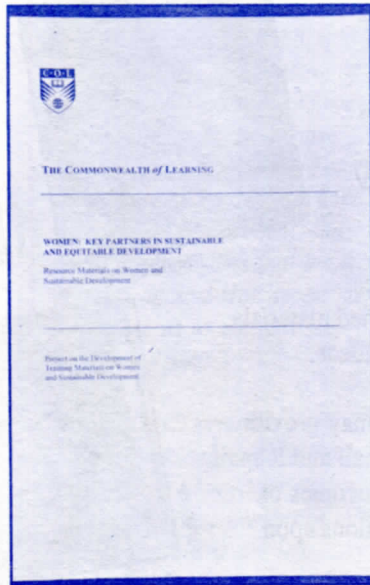 C·O·L
THE COMMONWEALTH of LEARNING
WOMEN: KEY PARTNERS IN SUSTAINABLE
AND EQUITABLE DEVELOPMENT
Resource Materials on Women and
Sustainable Development
Project on the Development of
Training Materials on Women
and Sustainable Development